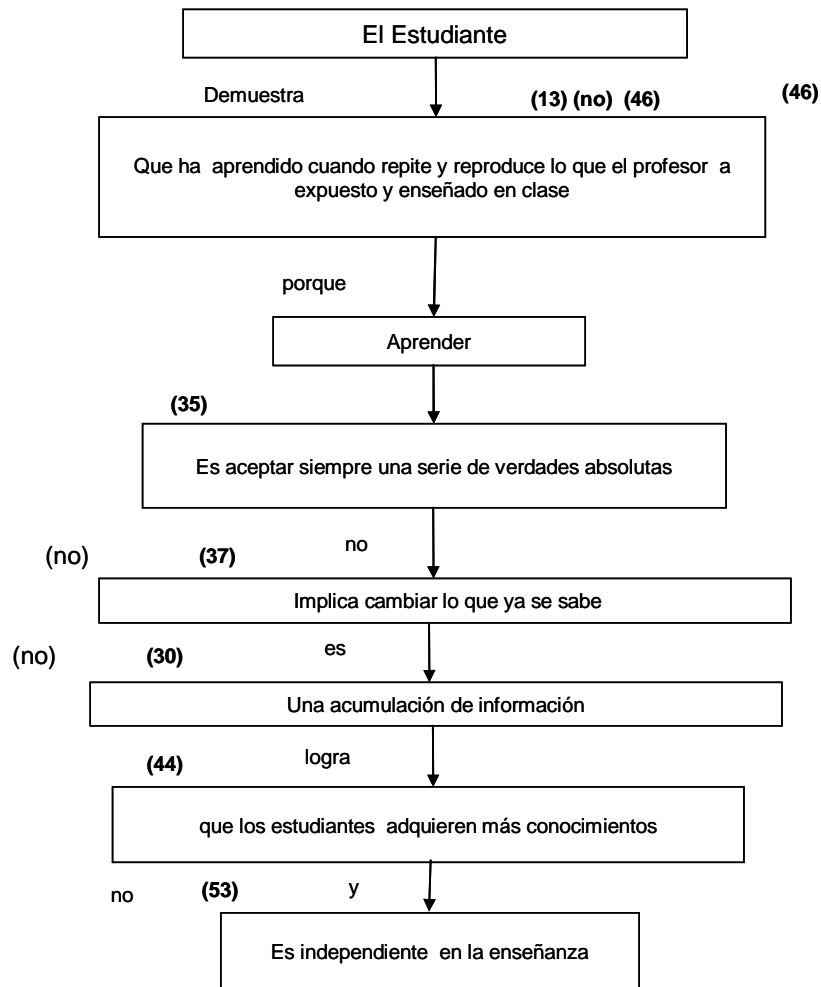 El Estudiante
Demuestra (13) (no) (46) (46)
Que ha aprendido cuando repite y reproduce lo que el profesor a
expuesto y enseñado en clase
porque
Aprender
(35)
Es aceptar siempre una serie de verdades absolutas
(no) (37) no
Implica cambiar lo que ya se sabe
(no) (30) es
Una acumulación de información
(44) logra
que los estudiantes adquieren más conocimientos
no (53) y
Es independiente en la enseñanza